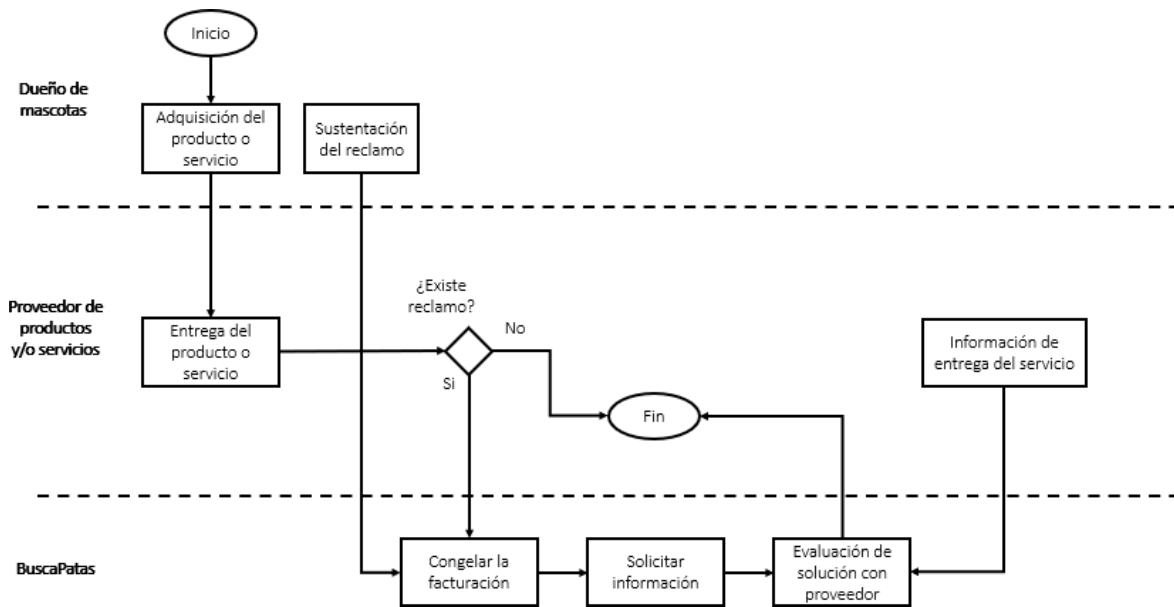 Inicio
Dueño de
mascotas
Adquisición del
producto o
servicio
Sustentación
del reclamo
Proveedor de
productos
y/o servicios
Entrega del
producto o
servicio
¿Existe
reclamo?
No
Si
Fin
Información de
entrega del servicio
BuscaPatas
Congelar la
facturación
Solicitar
información
Evaluación de
solución con
proveedor